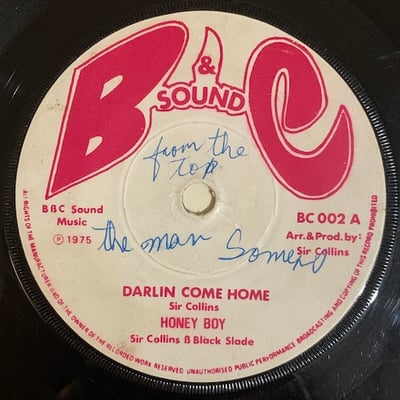 B & C
SOUND
from the
top
B&C Sound
Music
Ⓟ 1975
BC 002 A
Arr.& Prod.by:
Sir Collins
the man
DARLIN COME HOME
Sir Collins
HONEY BOY
Sir Collins & Black Slade
ALL RIGHTS OF THE MANUFACTURER AND OF THE OWNER OF THE RECORDED WORK RESERVED UNAUTHORISED PUBLIC PERFORMANCE BROADCASTING AND COPYING OF THIS RECORD PROHIBITED